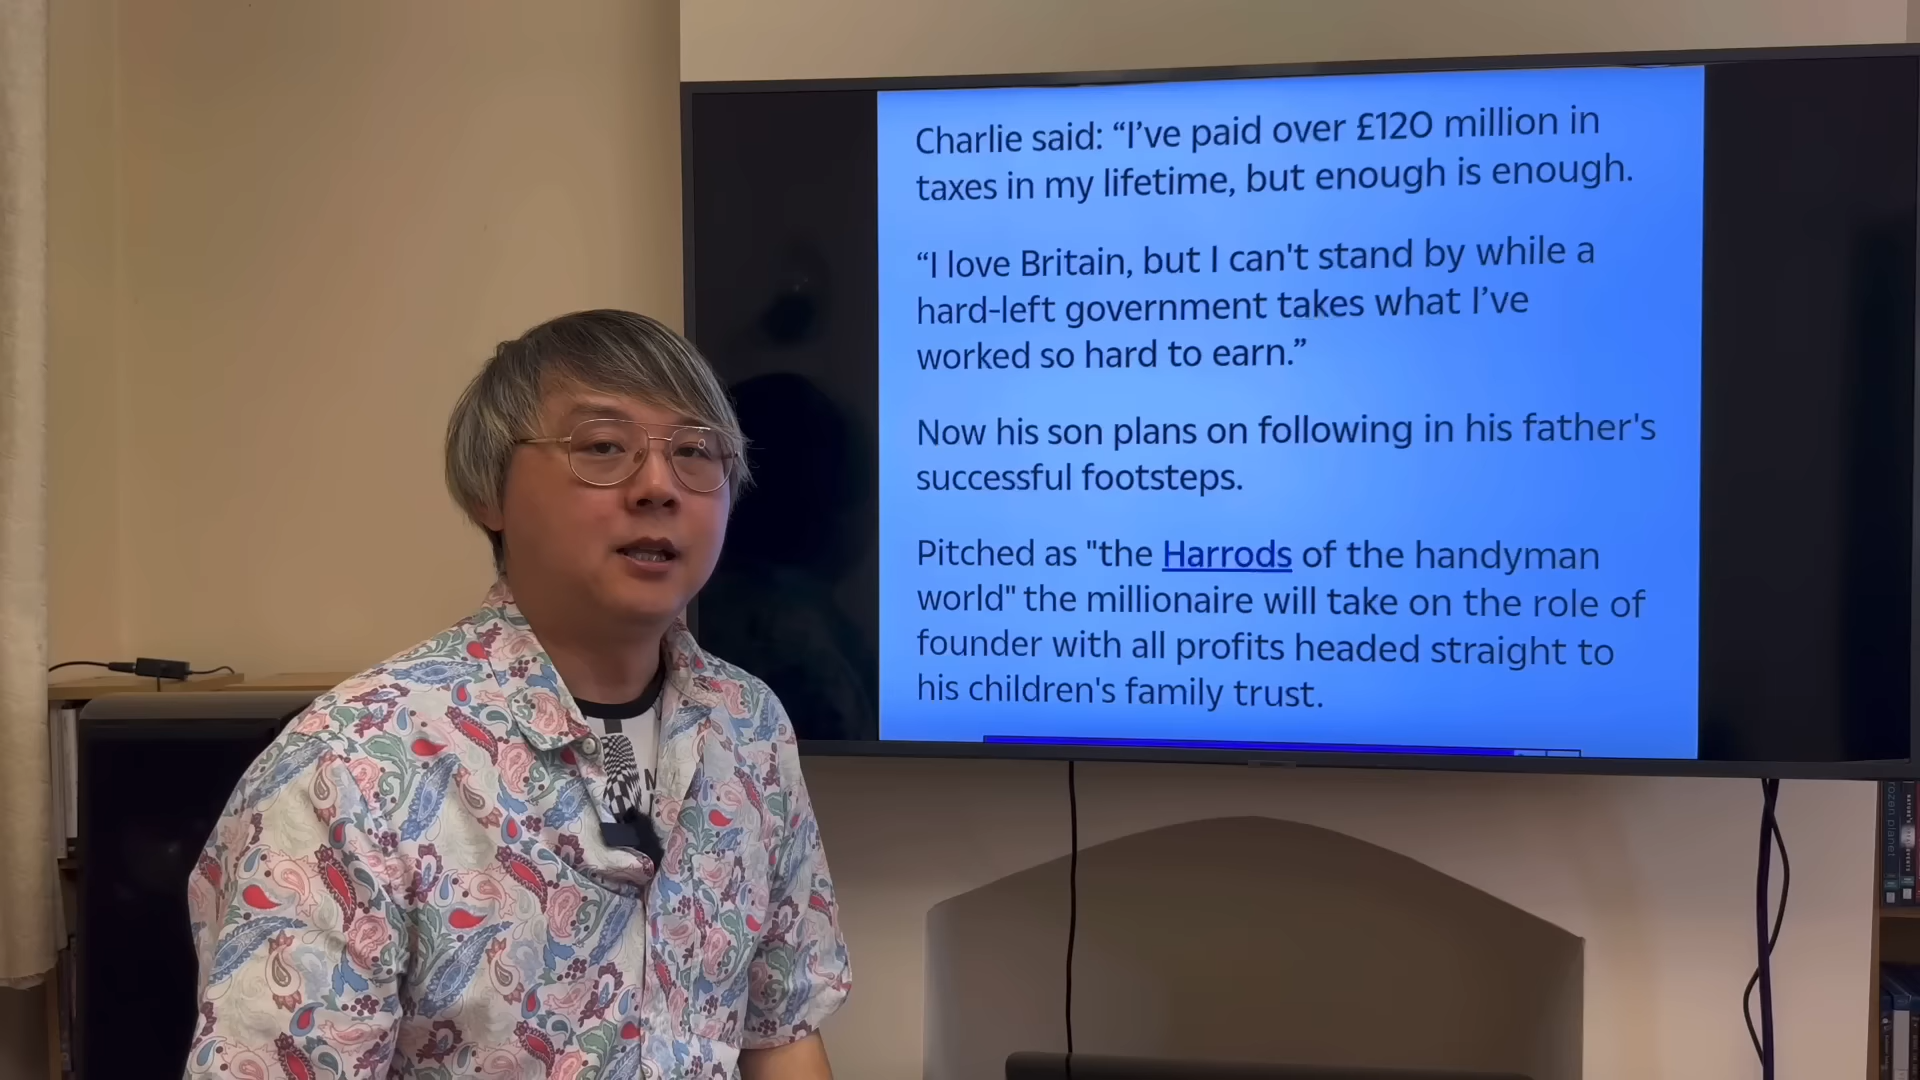 Charlie said: “I’ve paid over £120 million in
taxes in my lifetime, but enough is enough.
“I love Britain, but I can't stand by while a
hard-left government takes what I’ve
worked so hard to earn.”
Now his son plans on following in his father's
successful footsteps.
Pitched as "the Harrods of the handyman
world" the millionaire will take on the role of
founder with all profits headed straight to
his children's family trust.